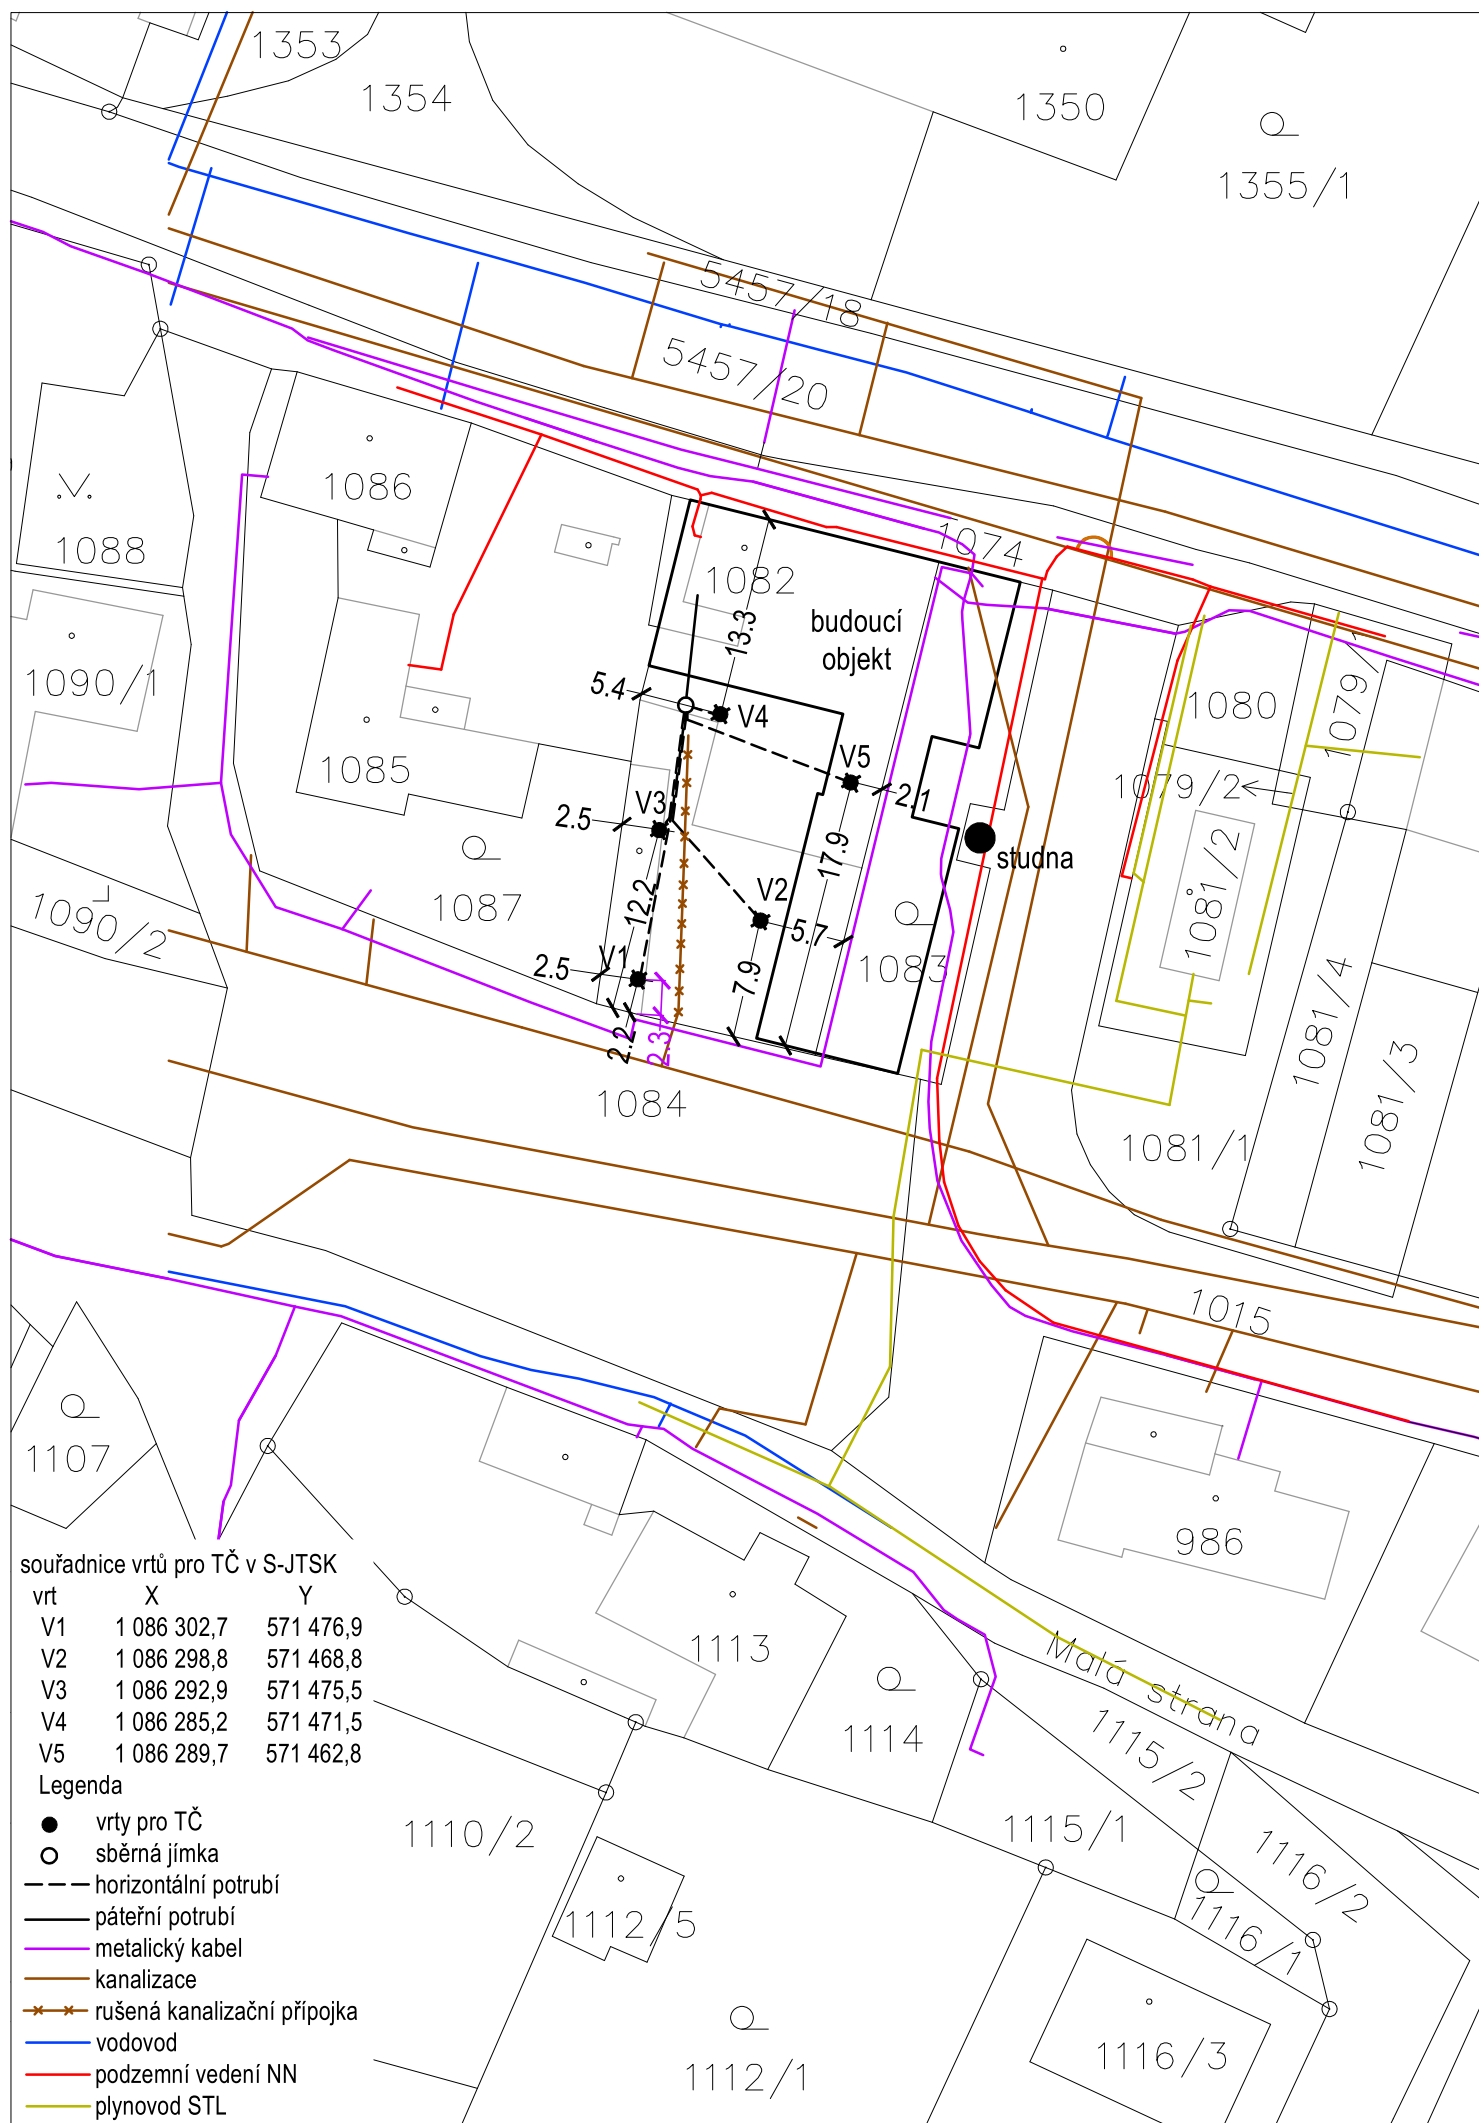 1353
1354
1350
1355/1
5457/18
5457/20
1086
1088
1074
1082
budoucí
objekt
13.3
1090/1
5.4
V4
1080
1079/1
1085
V5
1079/2
2.1
V3
2.5
17.9
studna
1081/2
1087
12.2
V2
1090/2
5.7
1083
V1
2.5
7.9
1081/4
2.2
2.3
1081/3
1084
1081/1
1015
1107
986
souřadnice vrtů pro TČ v S-JTSK
vrt X Y
V1 1 086 302,7 571 476,9
V2 1 086 298,8 571 468,8
V3 1 086 292,9 571 475,5
V4 1 086 285,2 571 471,5
V5 1 086 289,7 571 462,8
Legenda
vrty pro TČ
sběrná jímka
horizontální potrubí
páteřní potrubí
metalický kabel
kanalizace
rušená kanalizační přípojka
vodovod
podzemní vedení NN
plynovod STL
1113
Malá strana
1114
1115/2
1110/2
1115/1
1116/2
1112/5
1116/1
1112/1
1116/3